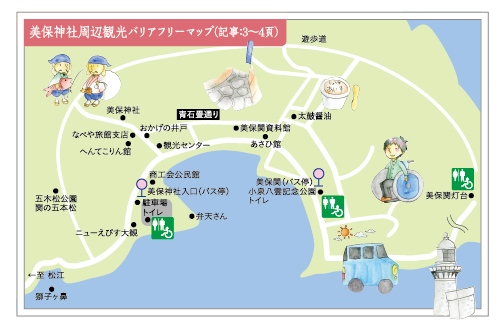 美保神社周辺観光バリアフリーマップ(記事:3〜4頁)
遊歩道
美保神社
青石畳通り
太鼓醤油
おかげの井戸
なべや旅館支店
美保関資料館
あさひ館
へんてこりん館
観光センター
商工会公民館
美保神社入口(バス停)
美保関(バス停)
小泉八雲記念公園
トイレ
美保関灯台
五本松公園
関の五本松
駐車場
トイレ
弁天さん
ニューえびす大観
←至 松江
獅子ヶ鼻